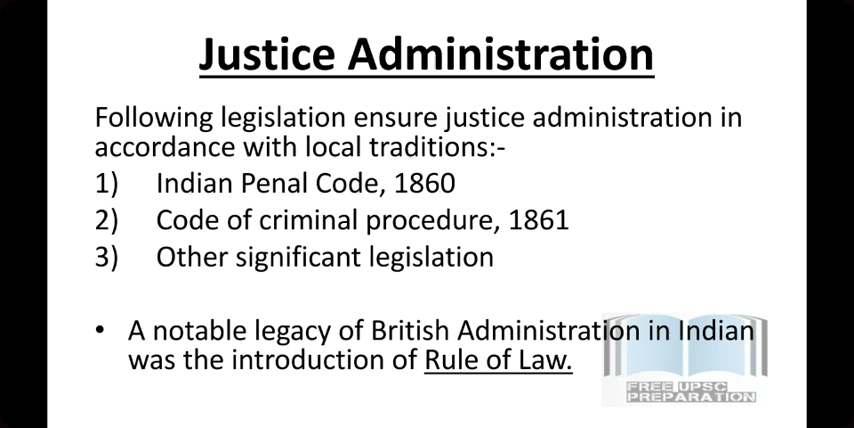 Justice Administration
Following legislation ensure justice administration in
accordance with local traditions:-
1) Indian Penal Code, 1860
2) Code of criminal procedure, 1861
3) Other significant legislation
• A notable legacy of British Administration in Indian
was the introduction of Rule of Law.
FREE UPSC
PREPARATION